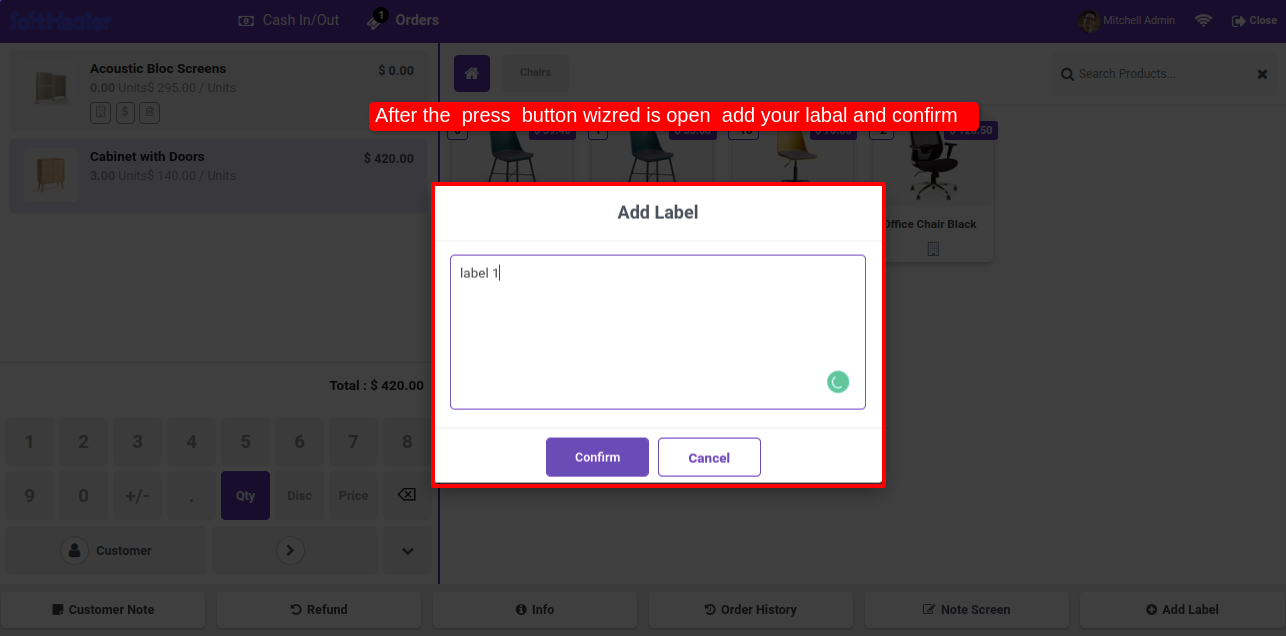 SoftHealer
Cash In/Out
1
Orders
Mitchell Admin
Close
Acoustic Bloc Screens
$ 0.00
0.00 Units$ 295.00 / Units
Cabinet with Doors
$ 420.00
3.00 Units$ 140.00 / Units
Chairs
Search Products...
After the press button wizred is open add your labal and confirm
Office Chair Black
Add Label
label 1
Confirm
Cancel
Total : $ 420.00
1 2 3 4 5 6 7 8
9 0 +/- . Qty Disc Price
Customer
Customer Note
Refund
Info
Order History
Note Screen
Add Label